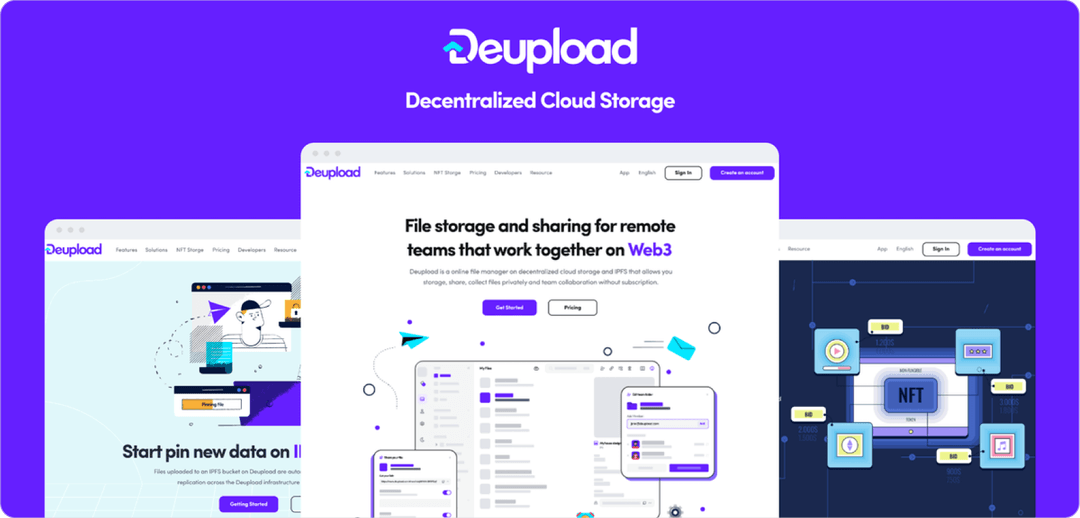 Deupload
Decentralized Cloud Storage
Deupload
Features Solutions NFT Storge Pricing Developers Resource
App English Sign In Create an account
File storage and sharing for remote
teams that work together on Web3
Deupload is a online file manager on decentralized cloud storage and IPFS that allows you
storage, share, collect files privately and team collaboration without subscription.
Get Started Pricing
My Files
Deupload
Features Solutions NFT Storge Pricing Developers Resource
Pinning file
Start pin new data on I
Files uploaded to an IPFS bucket on Deupload are auto
replication across the Deupload infrastructure
Getting Started
Resource App English Sign In Create an account
BID
BID
BID
BID
NFT